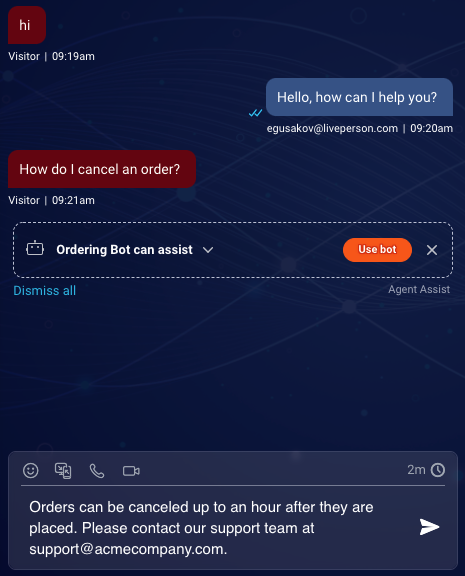 hi
Visitor | 09:19am
Hello, how can I help you?
egusakov@liveperson.com | 09:20am
How do I cancel an order?
Visitor | 09:21am
Ordering Bot can assist
Use bot
Dismiss all
Agent Assist
2m
Orders can be canceled up to an hour after they are
placed. Please contact our support team at
support@acmecompany.com.